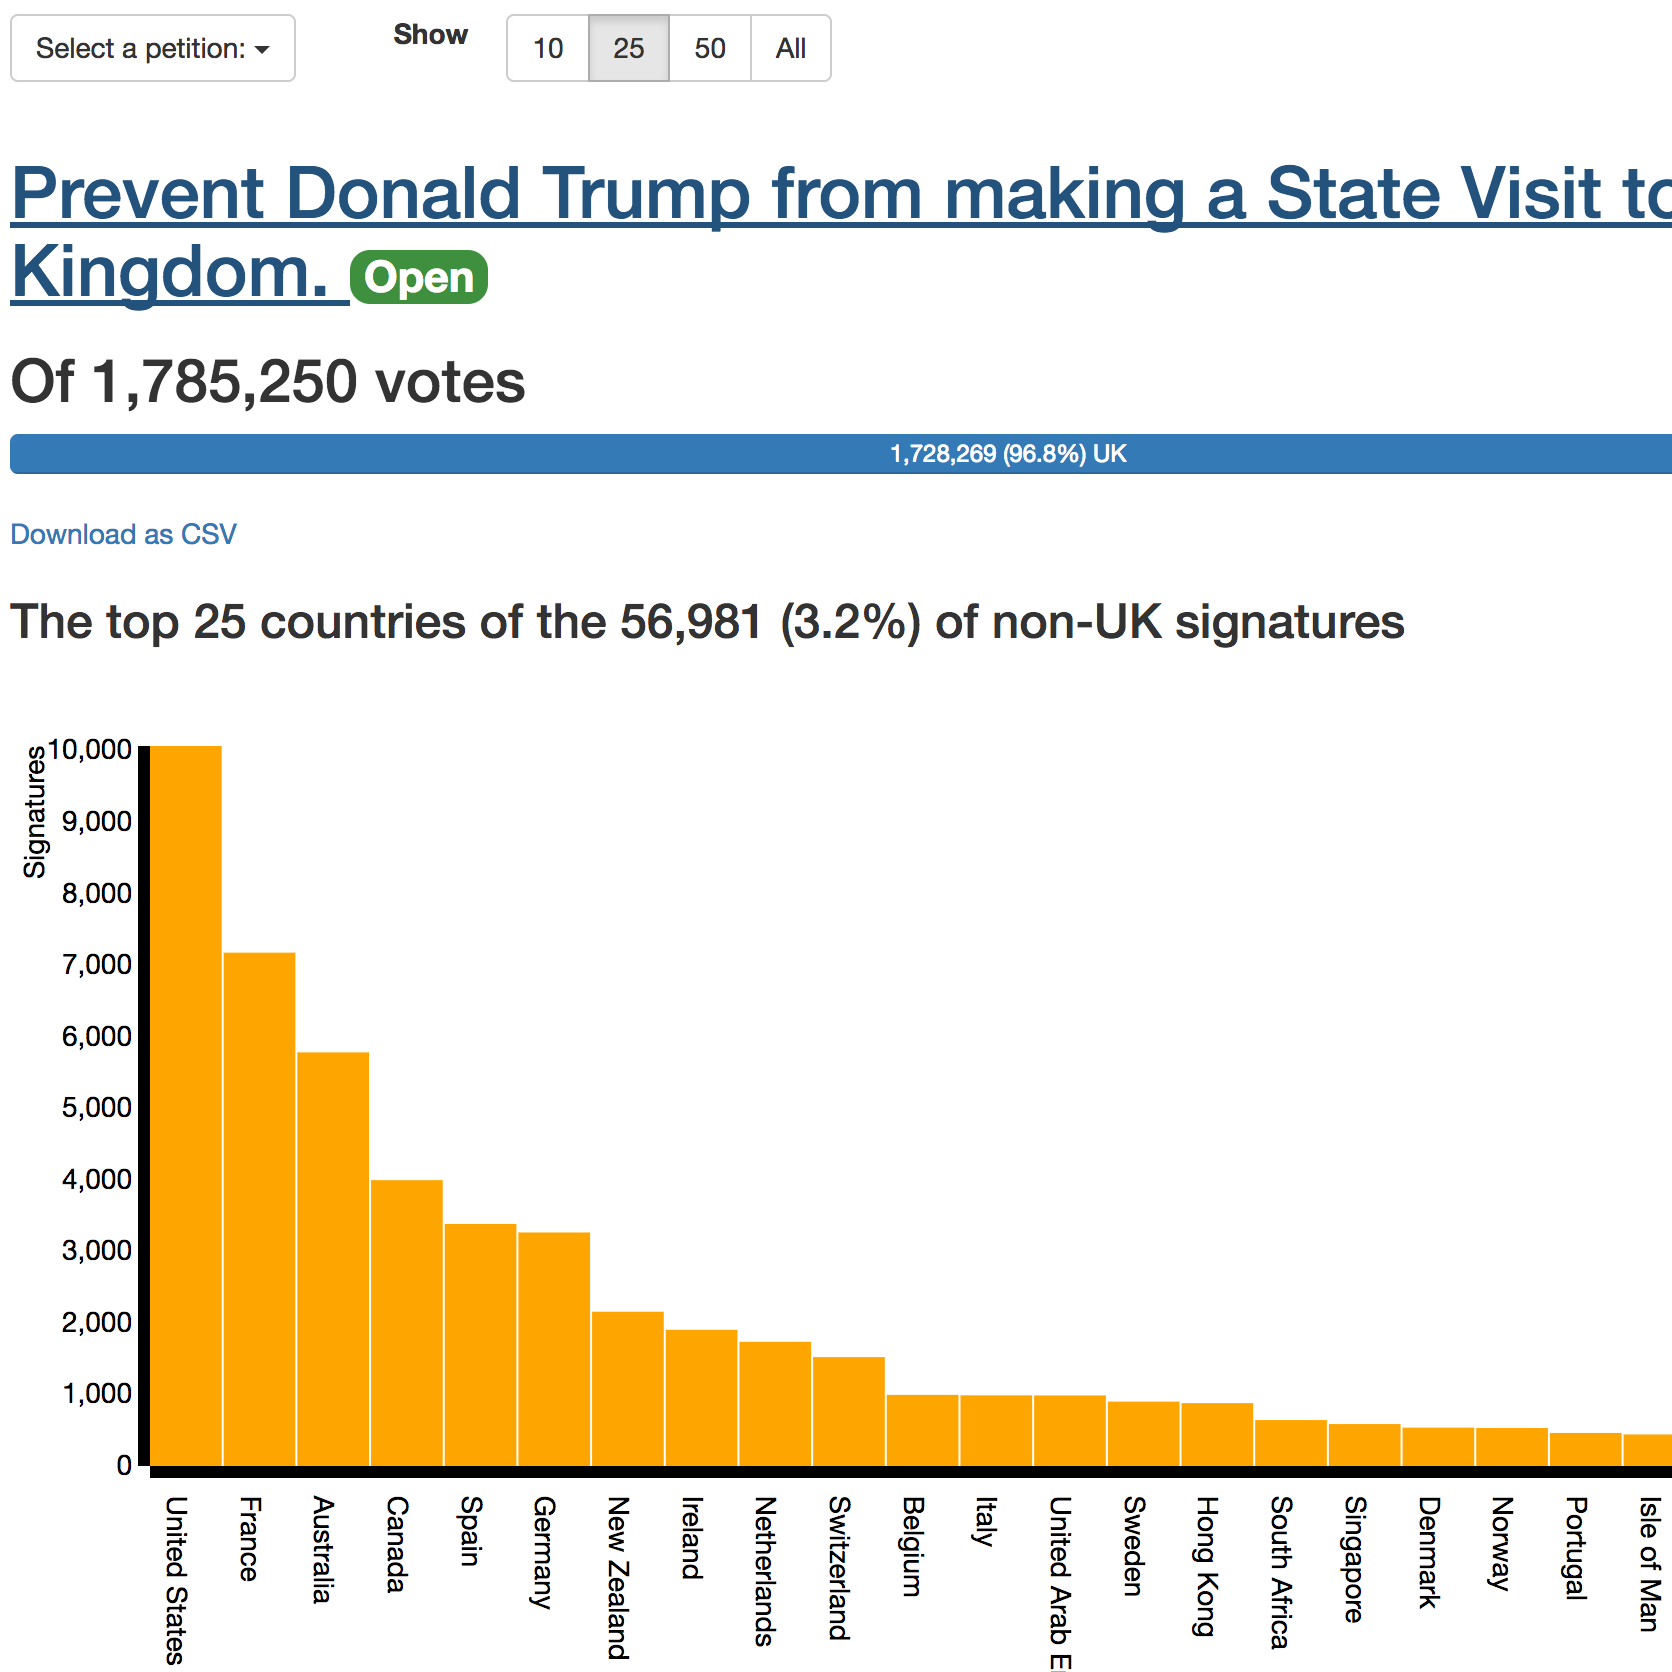 Select a petition:
Show
10 25 50 All
Prevent Donald Trump from making a State Visit to
Kingdom. Open
Of 1,785,250 votes
1,728,269 (96.8%) UK
Download as CSV
The top 25 countries of the 56,981 (3.2%) of non-UK signatures
Signatures
10,000
9,000
8,000
7,000
6,000
5,000
4,000
3,000
2,000
1,000
0
United States
France
Australia
Canada
Spain
Germany
New Zealand
Ireland
Netherlands
Switzerland
Belgium
Italy
United Arab E
Sweden
Hong Kong
South Africa
Singapore
Denmark
Norway
Portugal
Isle of Man